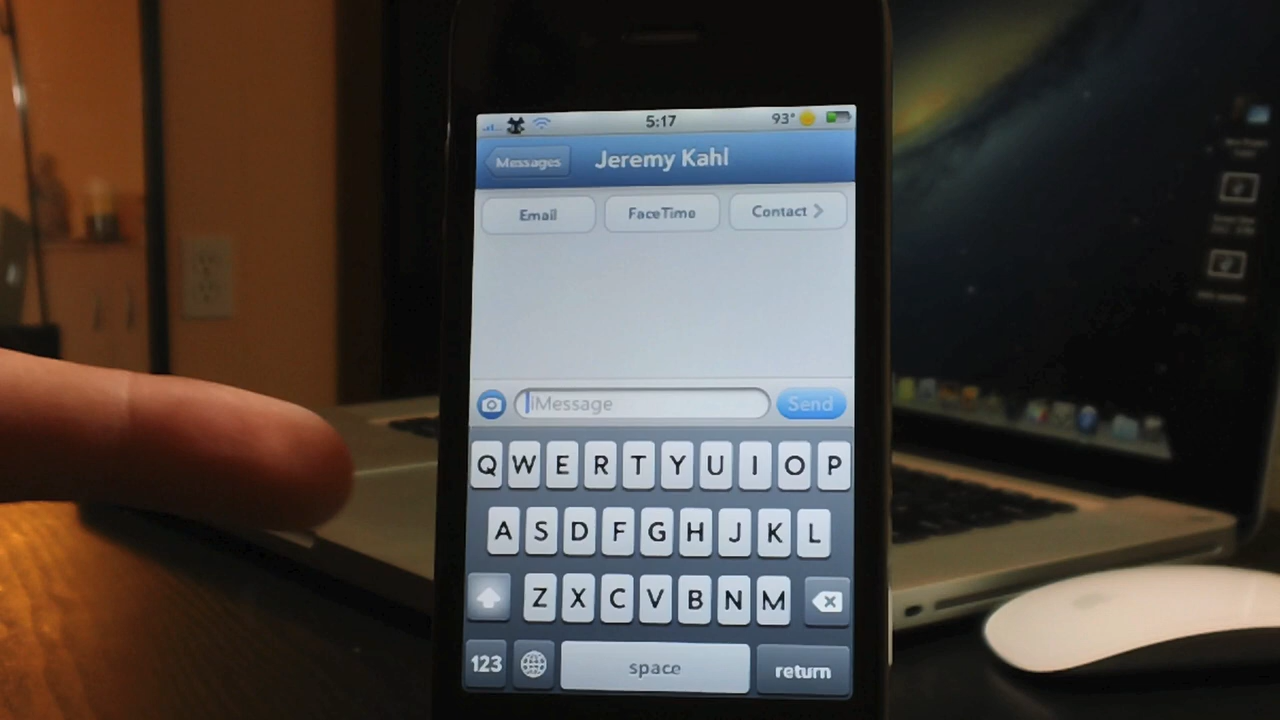 5:17 93°
Messages Jeremy Kahl
Email FaceTime Contact
iMessage Send
Q W E R T Y U I O P
A S D F G H J K L
Z X C V B N M
123 space return